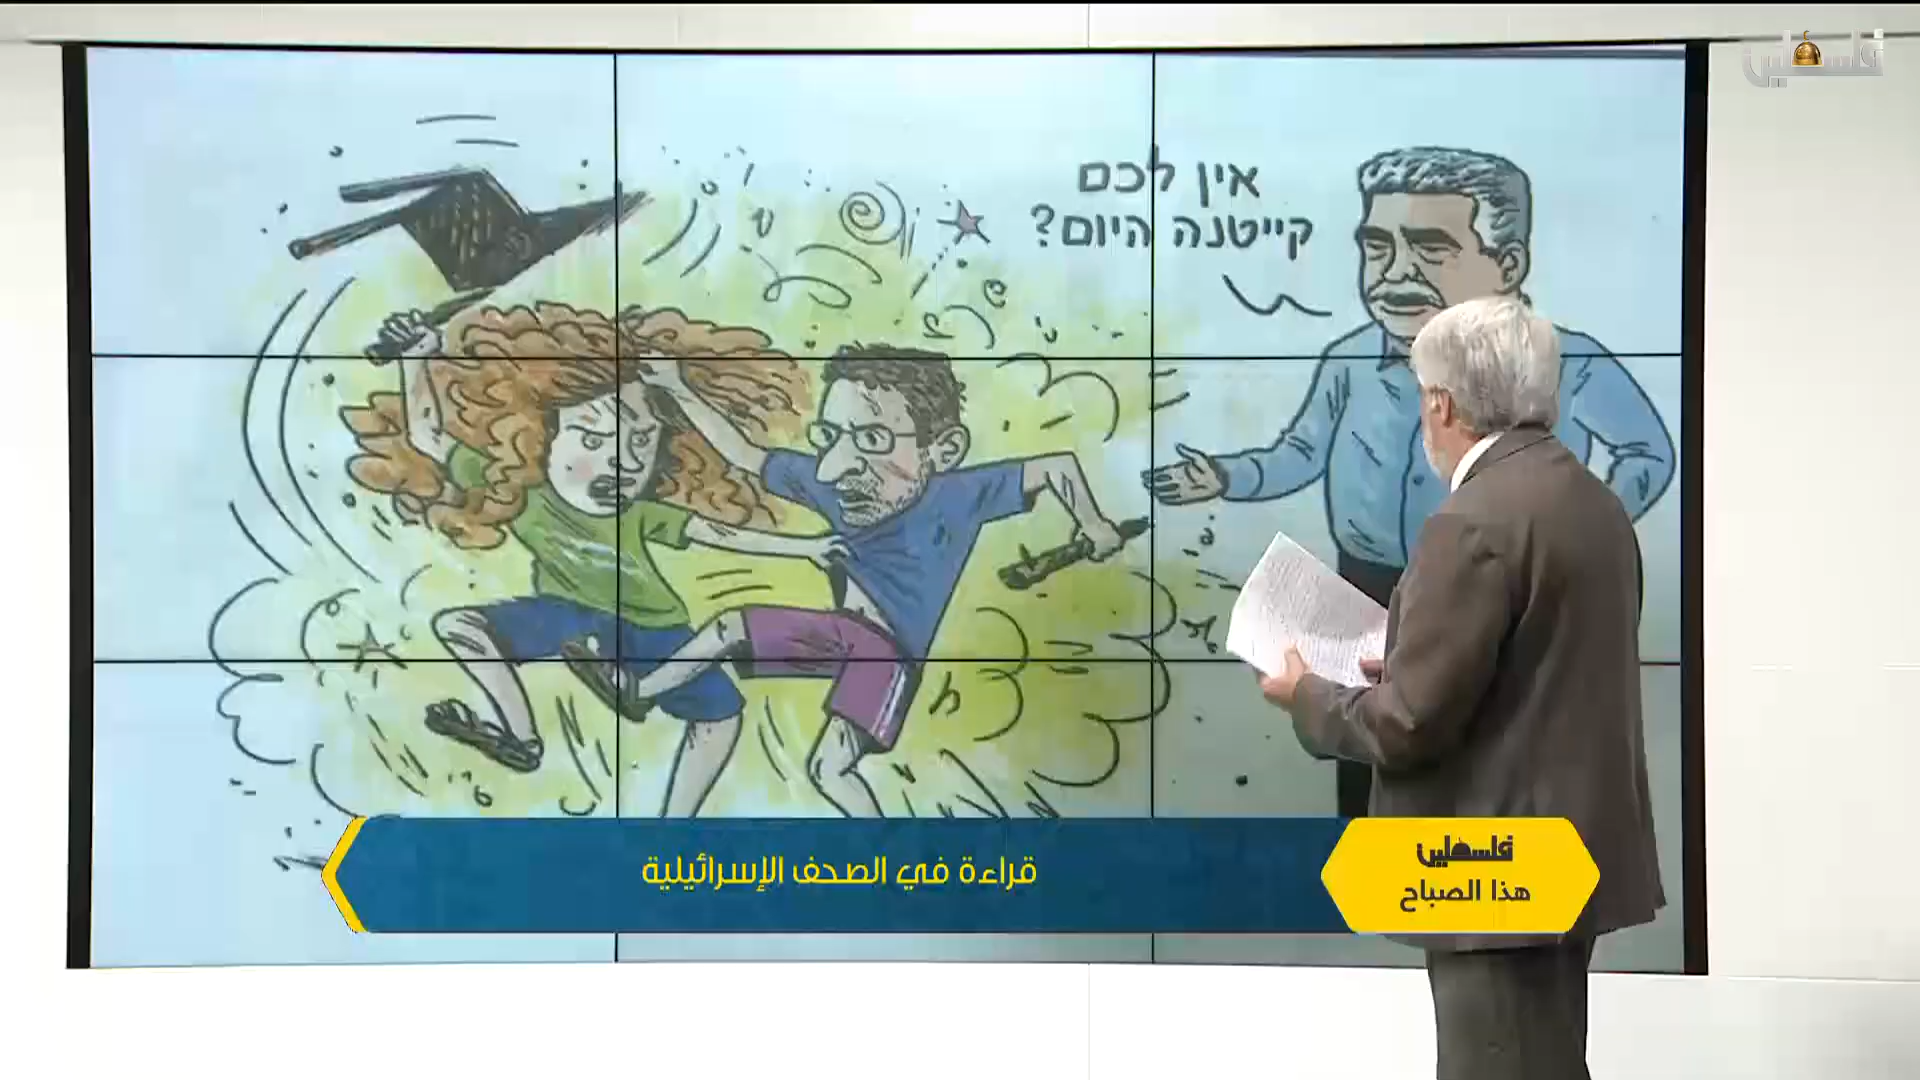 فلسطين
אין לכם
קייטנה היום?
قراءة في الصحف الإسرائيلية
فلسطين
هذا الصباح